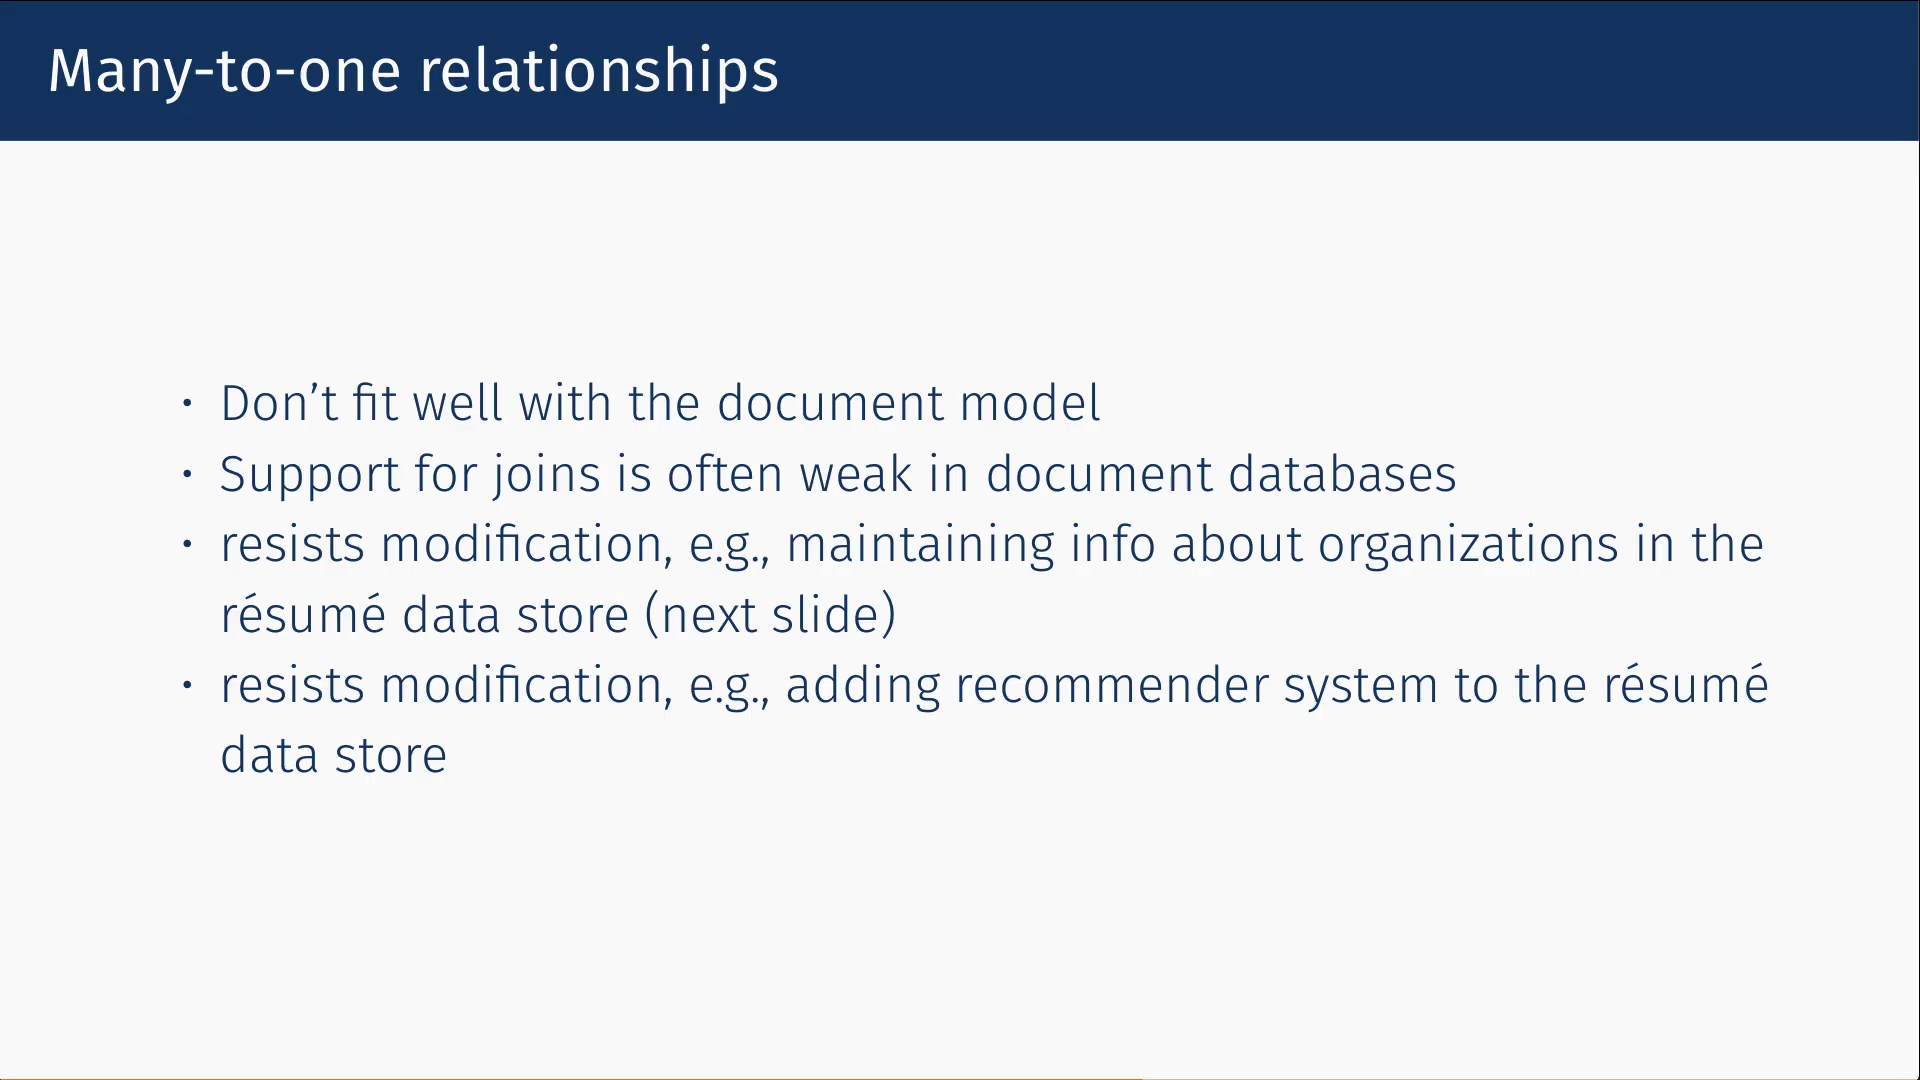 Many-to-one relationships
• Don’t fit well with the document model
• Support for joins is often weak in document databases
• resists modification, e.g., maintaining info about organizations in the
résumé data store (next slide)
• resists modification, e.g., adding recommender system to the résumé
data store